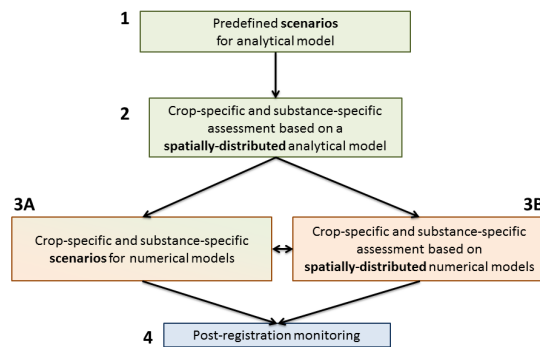 1
Predefined scenarios
for analytical model
2
Crop-specific and substance-specific
assessment based on a
spatially-distributed analytical model
3A
Crop-specific and substance-specific
scenarios for numerical models
3B
Crop-specific and substance-specific
assessment based on
spatially-distributed numerical models
4
Post-registration monitoring